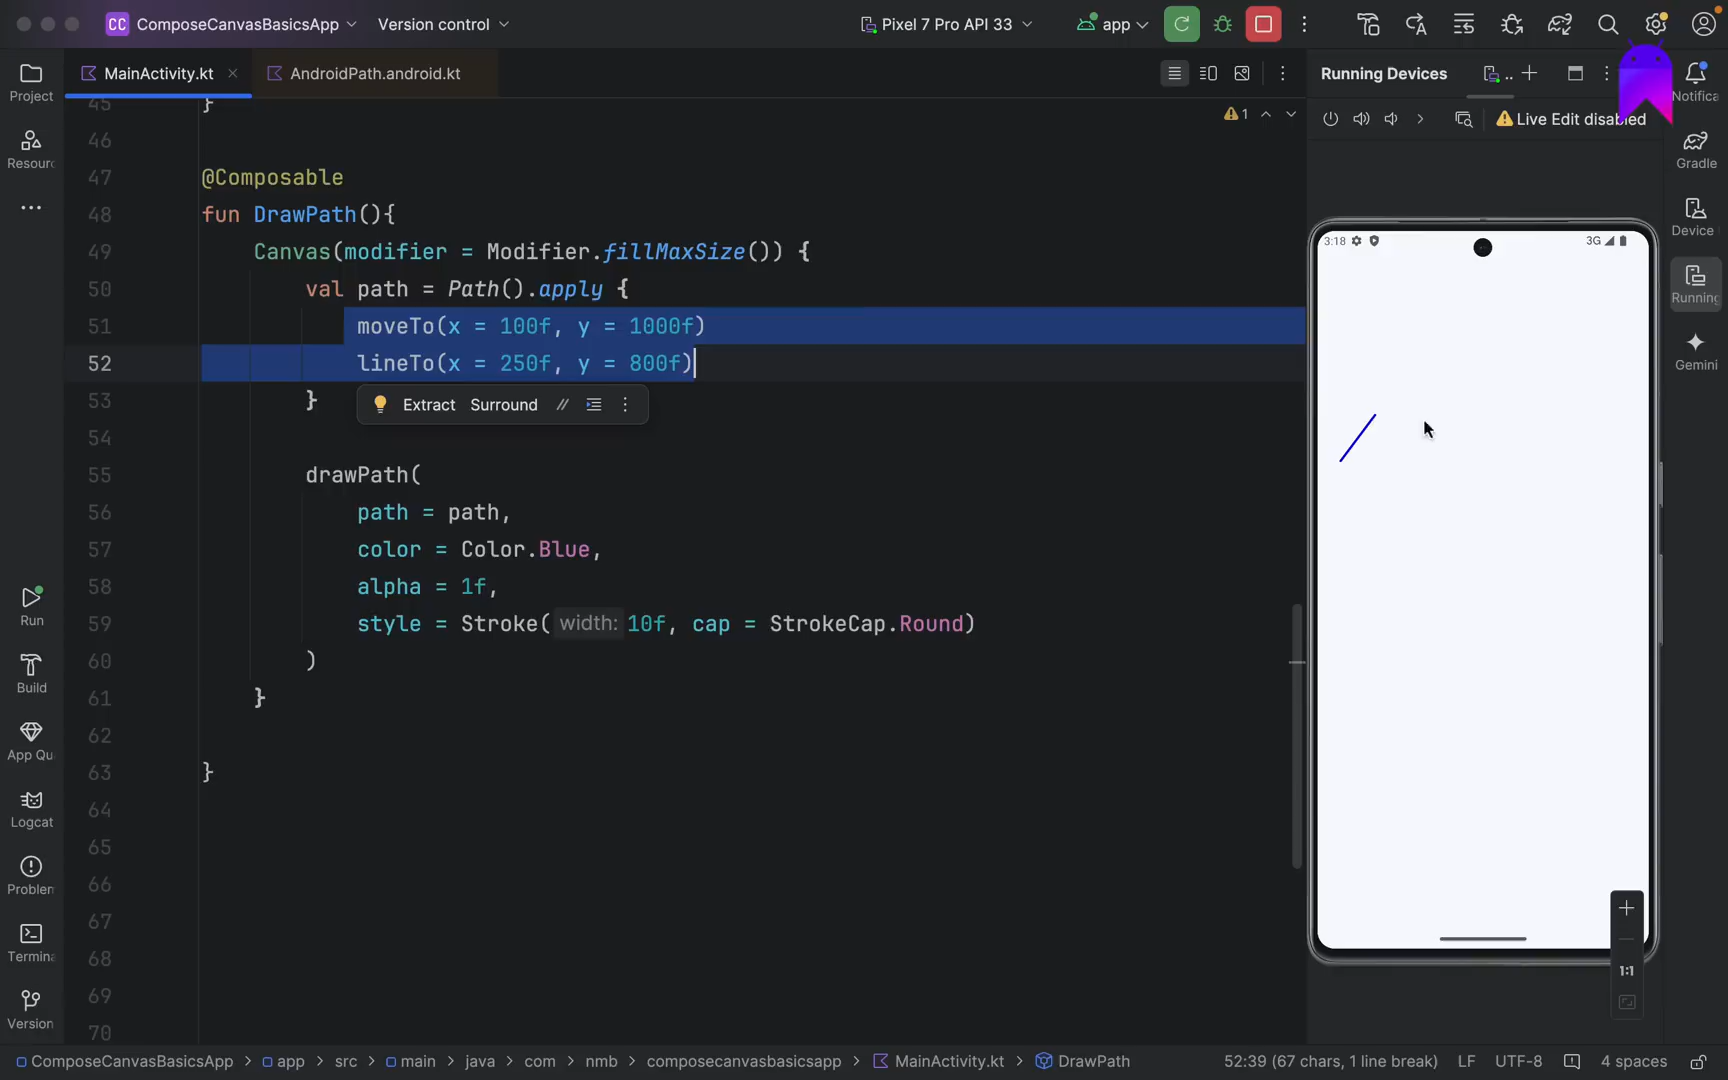 CC ComposeCanvasBasicsApp Version control Pixel 7 Pro API 33 app
Project
Resourc
MainActivity.kt AndroidPath.android.kt
Running Devices
Notifica
Live Edit disabled
1
45 }
46
47 @Composable
48 fun DrawPath(){
49 Canvas(modifier = Modifier.fillMaxSize()) {
50 val path = Path().apply {
51 moveTo(x = 100f, y = 1000f)
52 lineTo(x = 250f, y = 800f)
53 }
Extract Surround //
54
55 drawPath(
56 path = path,
57 color = Color.Blue,
58 alpha = 1f,
59 style = Stroke( width: 10f, cap = StrokeCap.Round)
60 )
61 }
62
63 }
64
65
66
67
68
69
70
Run
Build
App Qu
Logcat
Problem
Termina
Version
3:18 3G
1:1
Gradle
Device
Running
Gemini
ComposeCanvasBasicsApp > app > src > main > java > com > nmb > composecanvasbasicsapp > MainActivity.kt > DrawPath 52:39 (67 chars, 1 line break) LF UTF-8 4 spaces